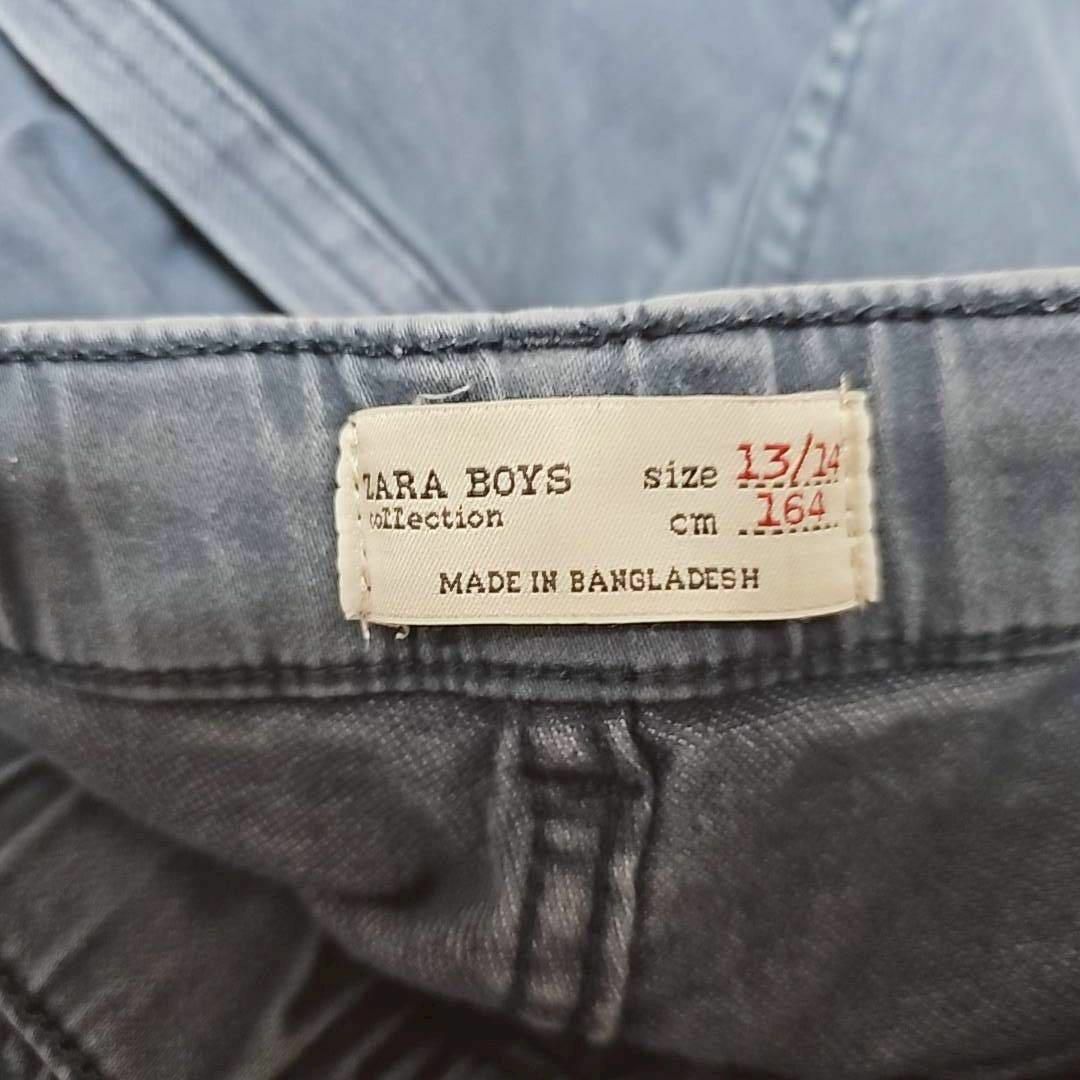 ZARA BOYS size 13/14
collection cm 164
MADE IN BANGLADESH